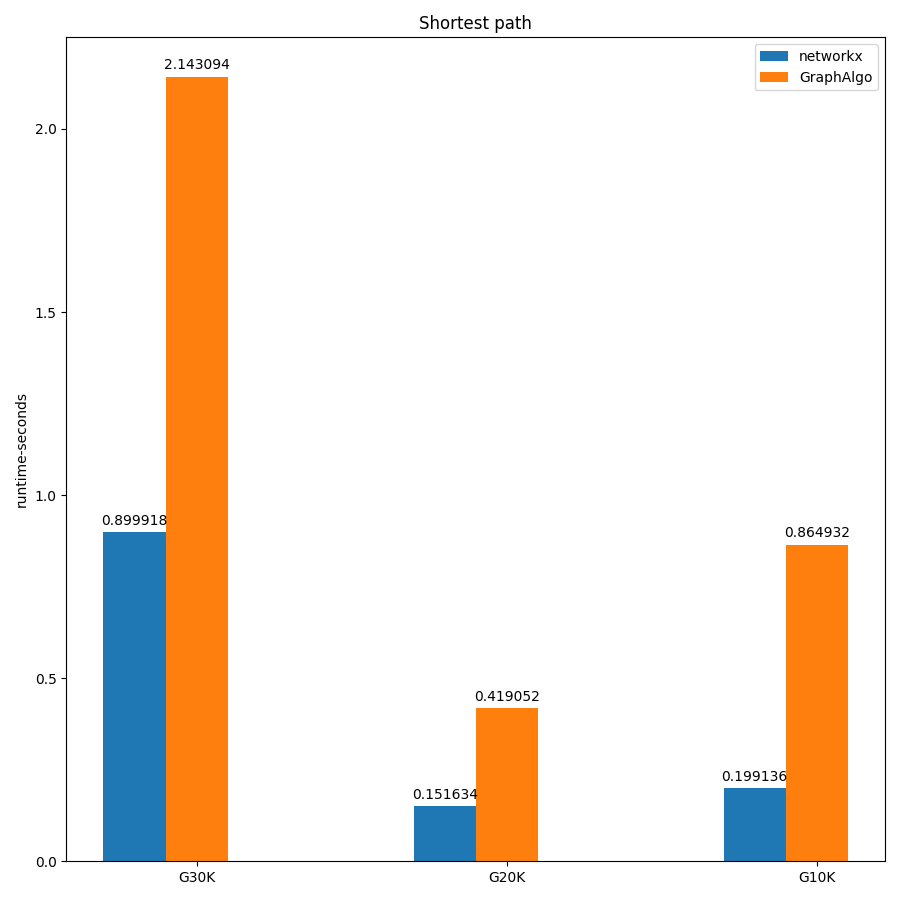 Shortest path
networkx
GraphAlgo
runtime-seconds
2.0
1.5
1.0
0.5
0.0
2.143094
0.899918
0.419052
0.151634
0.864932
0.199136
G30K
G20K
G10K